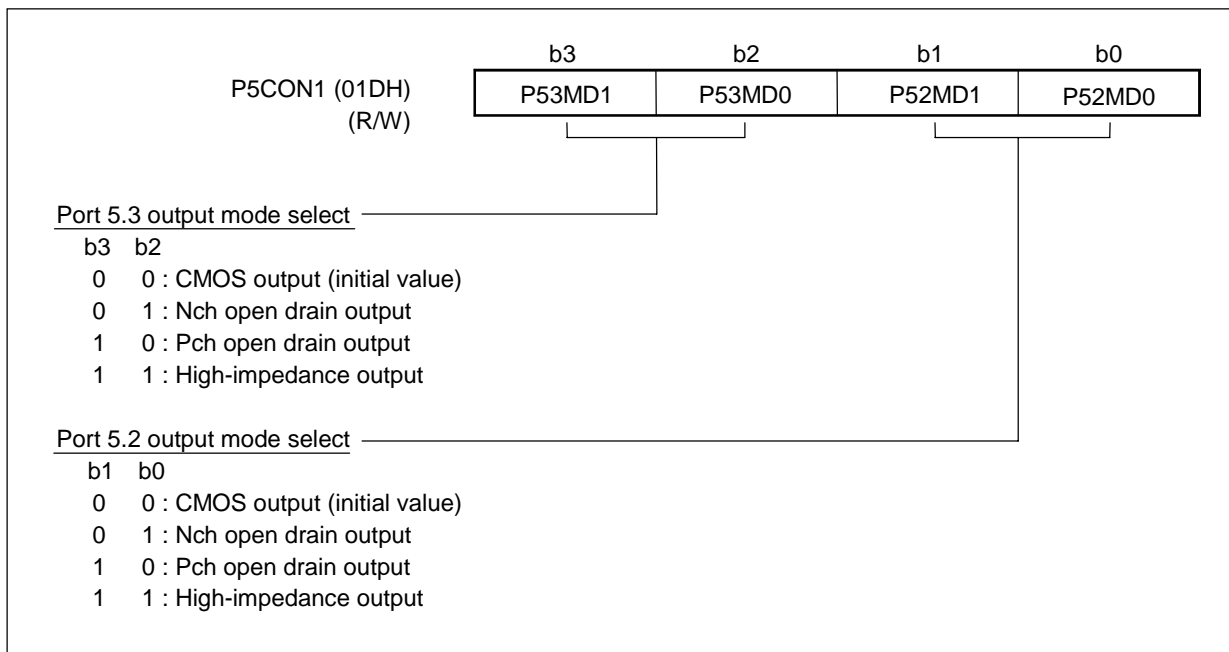 b3 b2 b1 b0
P5CON1 (01DH) P53MD1 P53MD0 P52MD1 P52MD0
(R/W)
Port 5.3 output mode select
b3 b2
0 0 : CMOS output (initial value)
0 1 : Nch open drain output
1 0 : Pch open drain output
1 1 : High-impedance output
Port 5.2 output mode select
b1 b0
0 0 : CMOS output (initial value)
0 1 : Nch open drain output
1 0 : Pch open drain output
1 1 : High-impedance output